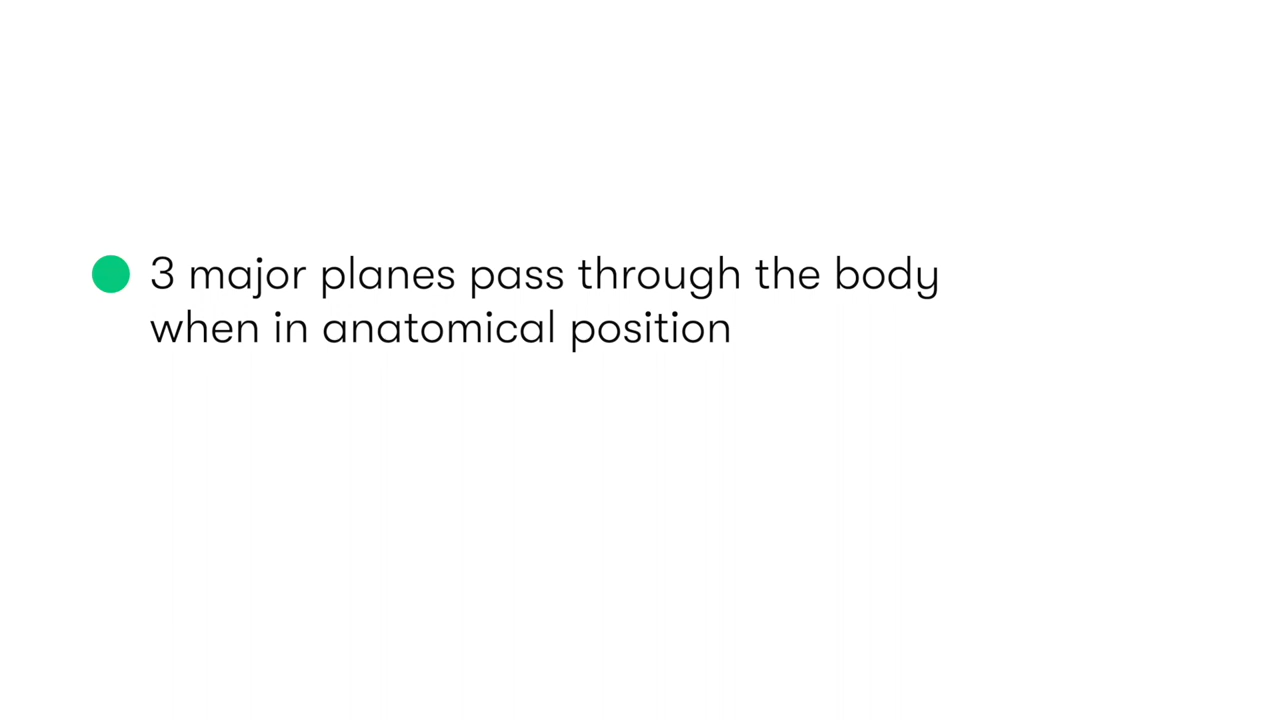 3 major planes pass through the body
when in anatomical position